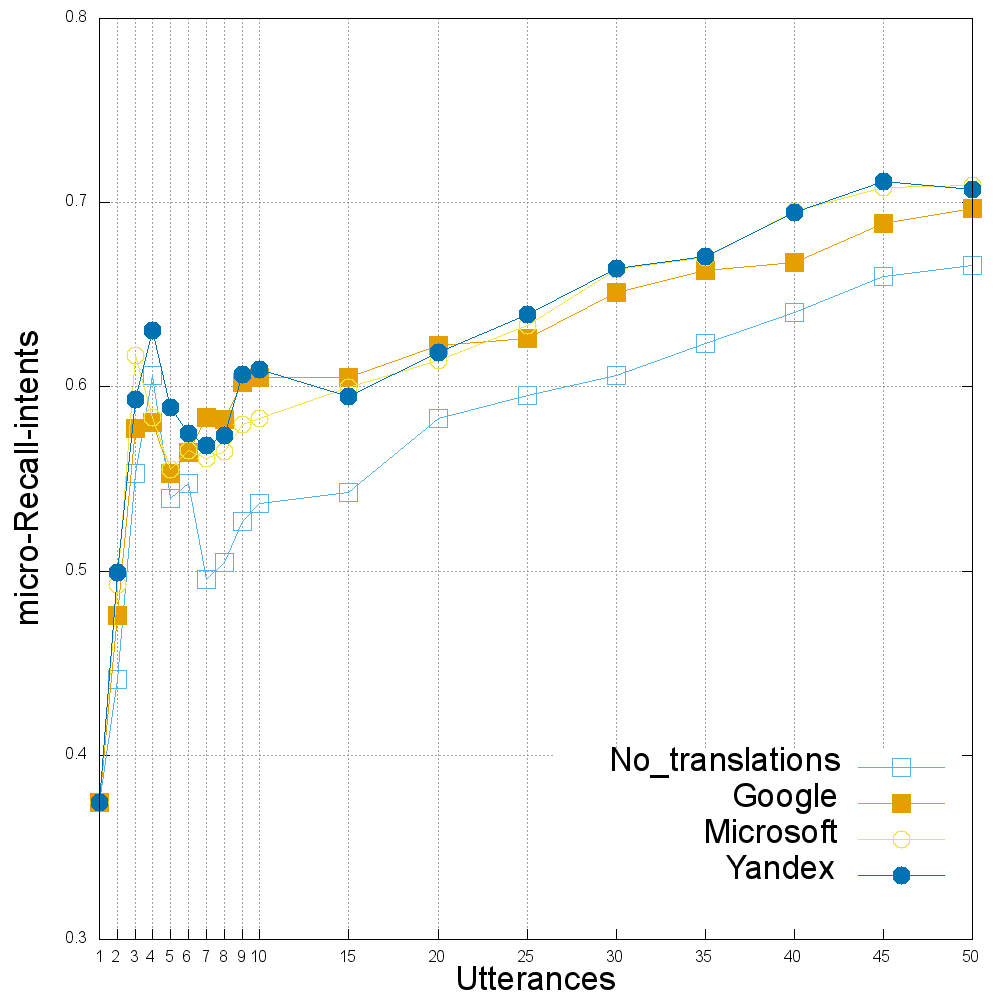 0.8
0.7
0.6
0.5
0.4
0.3
micro-Recall-intents
No_translations
Google
Microsoft
Yandex
1 2 3 4 5 6 7 8 9 10 15 20 25 30 35 40 45 50
Utterances